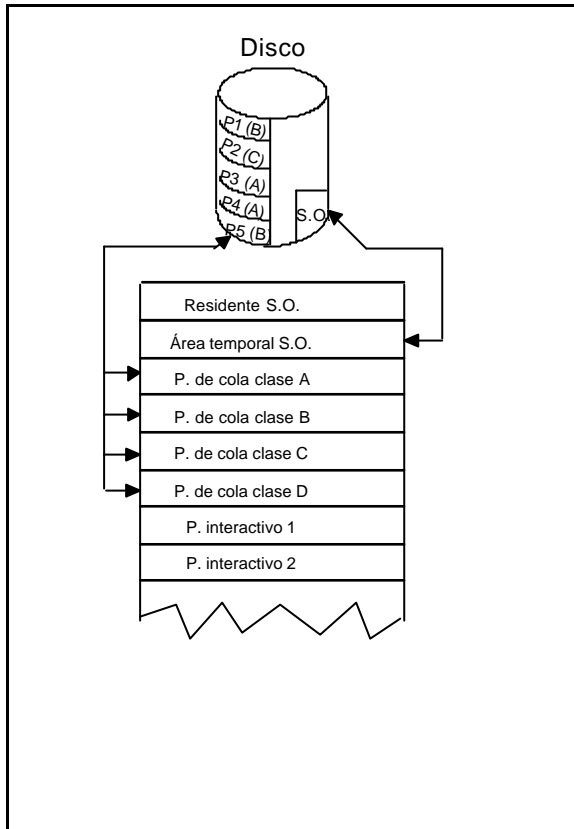 Disco
P1 (B)
P2 (C)
P3 (A)
P4 (A)
P5 (B)
S.O.
Residente S.O.
Área temporal S.O.
P. de cola clase A
P. de cola clase B
P. de cola clase C
P. de cola clase D
P. interactivo 1
P. interactivo 2